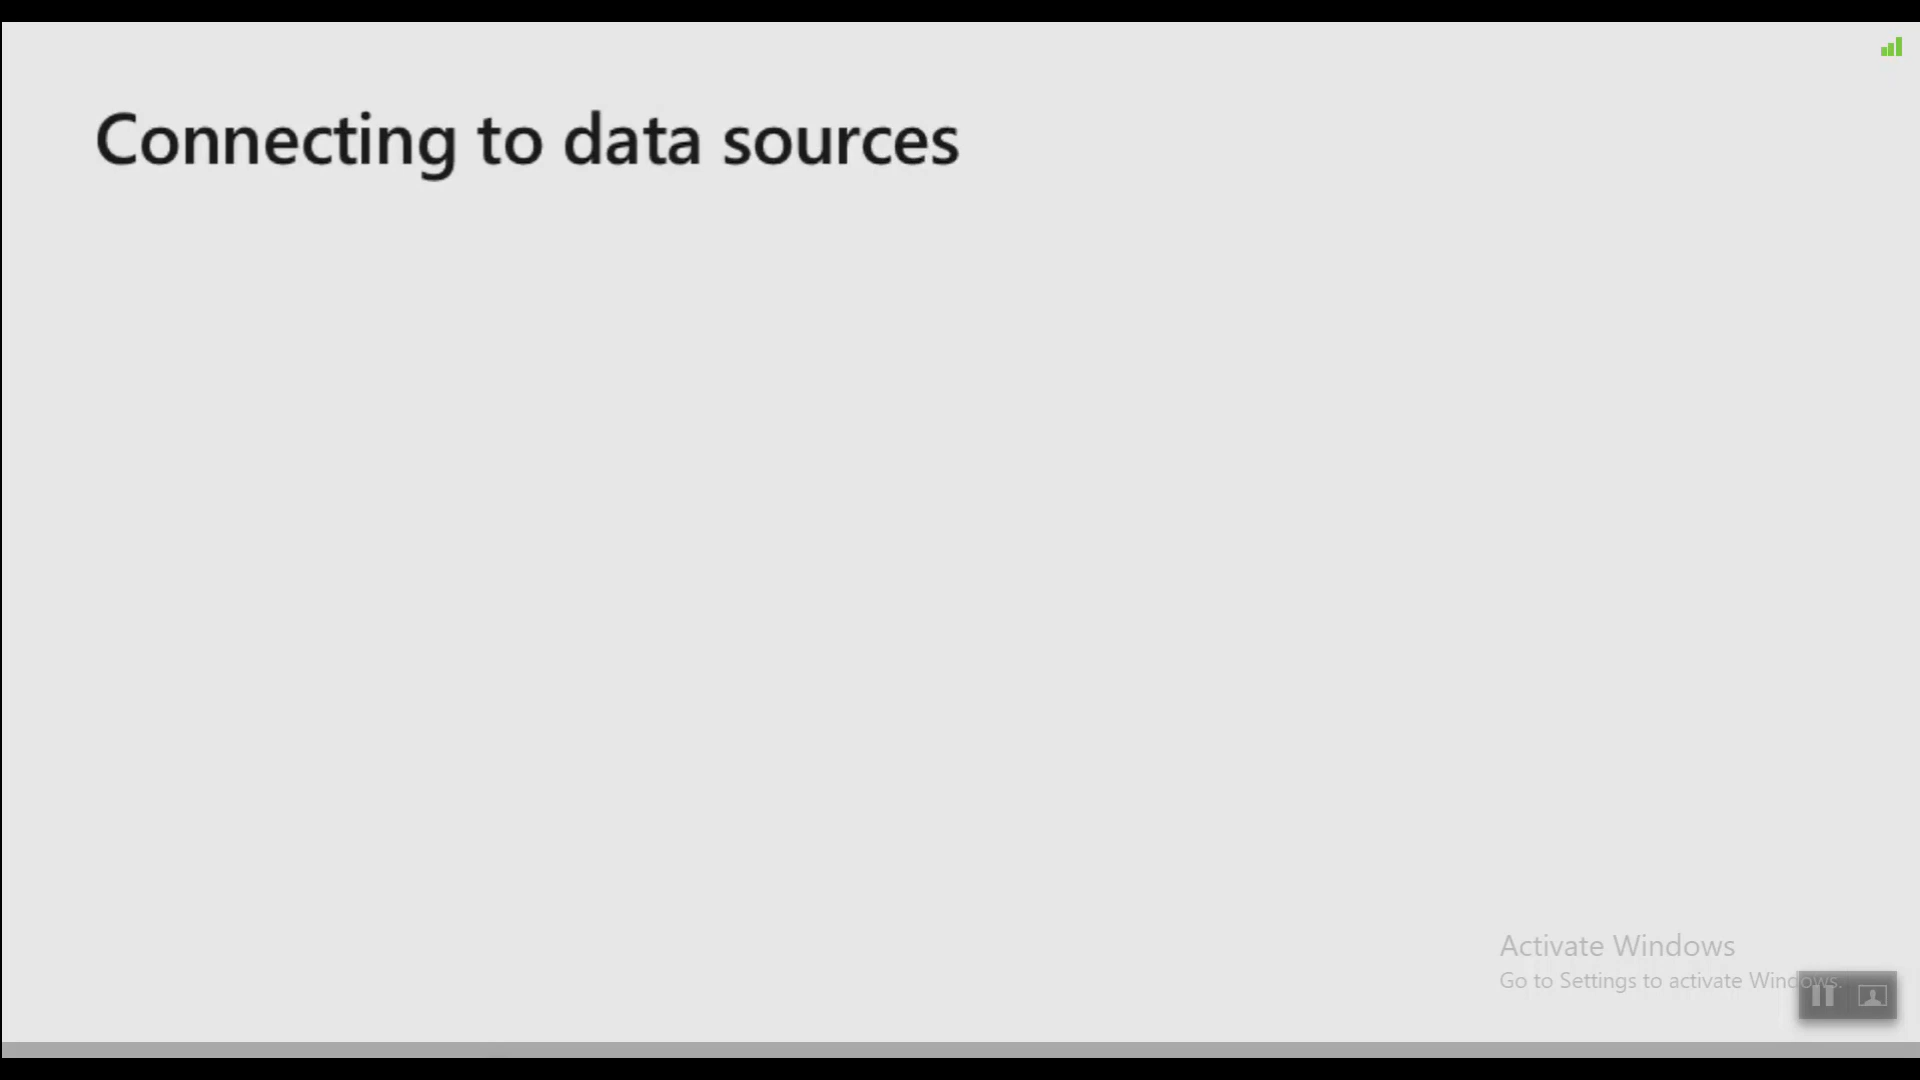 Connecting to data sources
Activate Windows
Go to Settings to activate Windows.